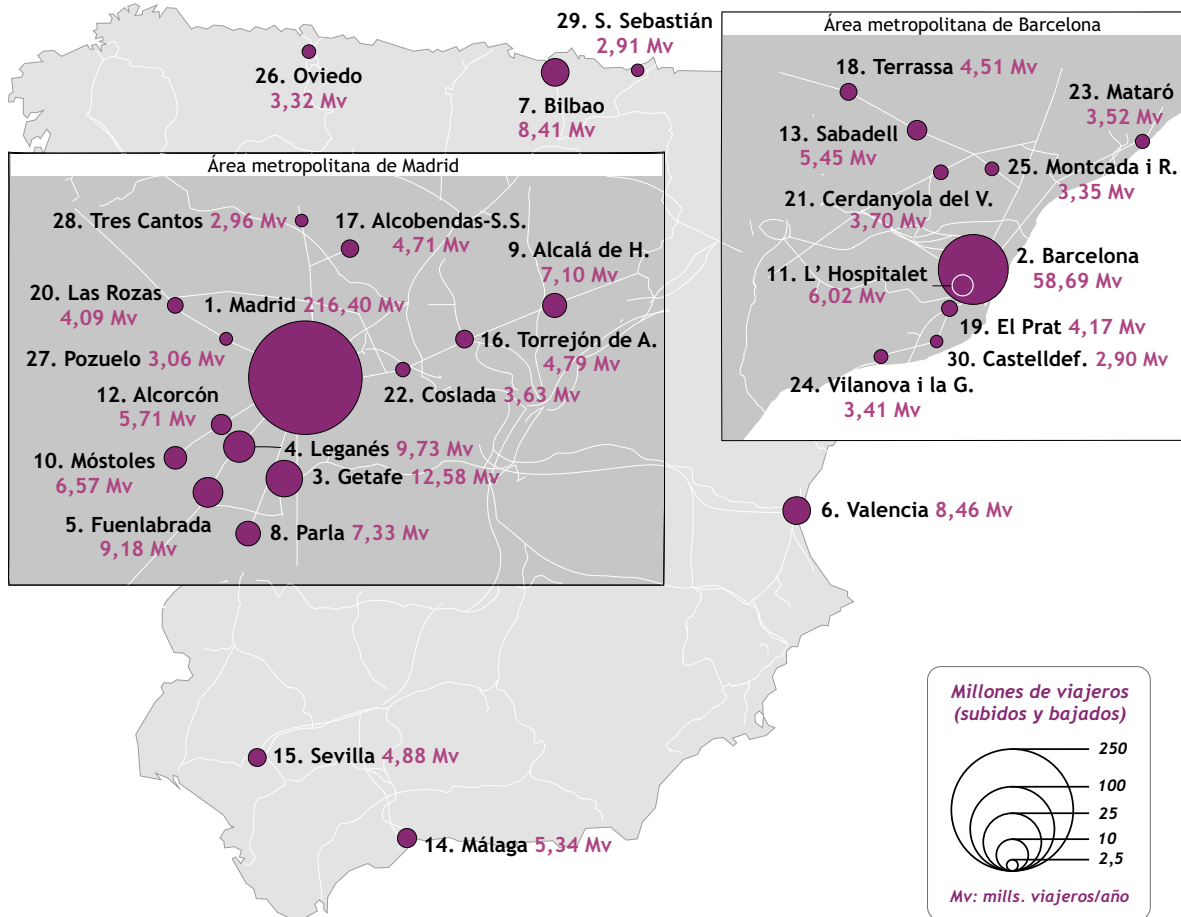 29. S. Sebastián
2,91 Mv
26. Oviedo
3,32 Mv
7. Bilbao
8,41 Mv
Área metropolitana de Barcelona
18. Terrassa 4,51 Mv
23. Mataró
3,52 Mv
13. Sabadell
5,45 Mv
25. Montcada i R.
3,35 Mv
21. Cerdanyola del V.
3,70 Mv
2. Barcelona
58,69 Mv
11. L' Hospitalet
6,02 Mv
19. El Prat 4,17 Mv
30. Castelldef. 2,90 Mv
24. Vilanova i la G.
3,41 Mv
Área metropolitana de Madrid
28. Tres Cantos 2,96 Mv
17. Alcobendas-S.S.
4,71 Mv
9. Alcalá de H.
7,10 Mv
20. Las Rozas
4,09 Mv
1. Madrid 216,40 Mv
27. Pozuelo 3,06 Mv
16. Torrejón de A.
4,79 Mv
22. Coslada 3,63 Mv
12. Alcorcón
5,71 Mv
4. Leganés 9,73 Mv
10. Móstoles
6,57 Mv
3. Getafe 12,58 Mv
5. Fuenlabrada
9,18 Mv
8. Parla 7,33 Mv
6. Valencia 8,46 Mv
15. Sevilla 4,88 Mv
14. Málaga 5,34 Mv
Millones de viajeros
(subidos y bajados)
250
100
25
10
2,5
Mv: mills. viajeros/año